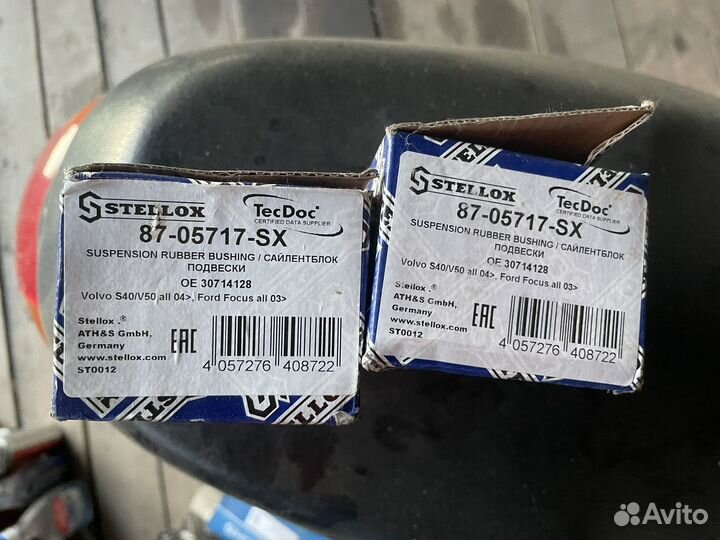 STELLOX
TecDoc
CERTIFIED DATA SUPPLIER
87-05717-SX
SUSPENSION RUBBER BUSHING / САЙЛЕНТБЛОК
ПОДВЕСКИ
OE 30714128
Volvo S40/V50 all 04>, Ford Focus all 03>
Stellox .®
ATH&S GmbH,
Germany
www.stellox.com
ST0012
EAC
4 057276 408722
STELLOX
TecDoc
CERTIFIED DATA SUPPLIER
87-05717-SX
SUSPENSION RUBBER BUSHING / САЙЛЕНТБЛОК
ПОДВЕСКИ
OE 30714128
Volvo S40/V50 all 04>, Ford Focus all 03>
Stellox .®
ATH&S GmbH,
Germany
www.stellox.com
ST0012
EAC
4 057276 408722
Avito